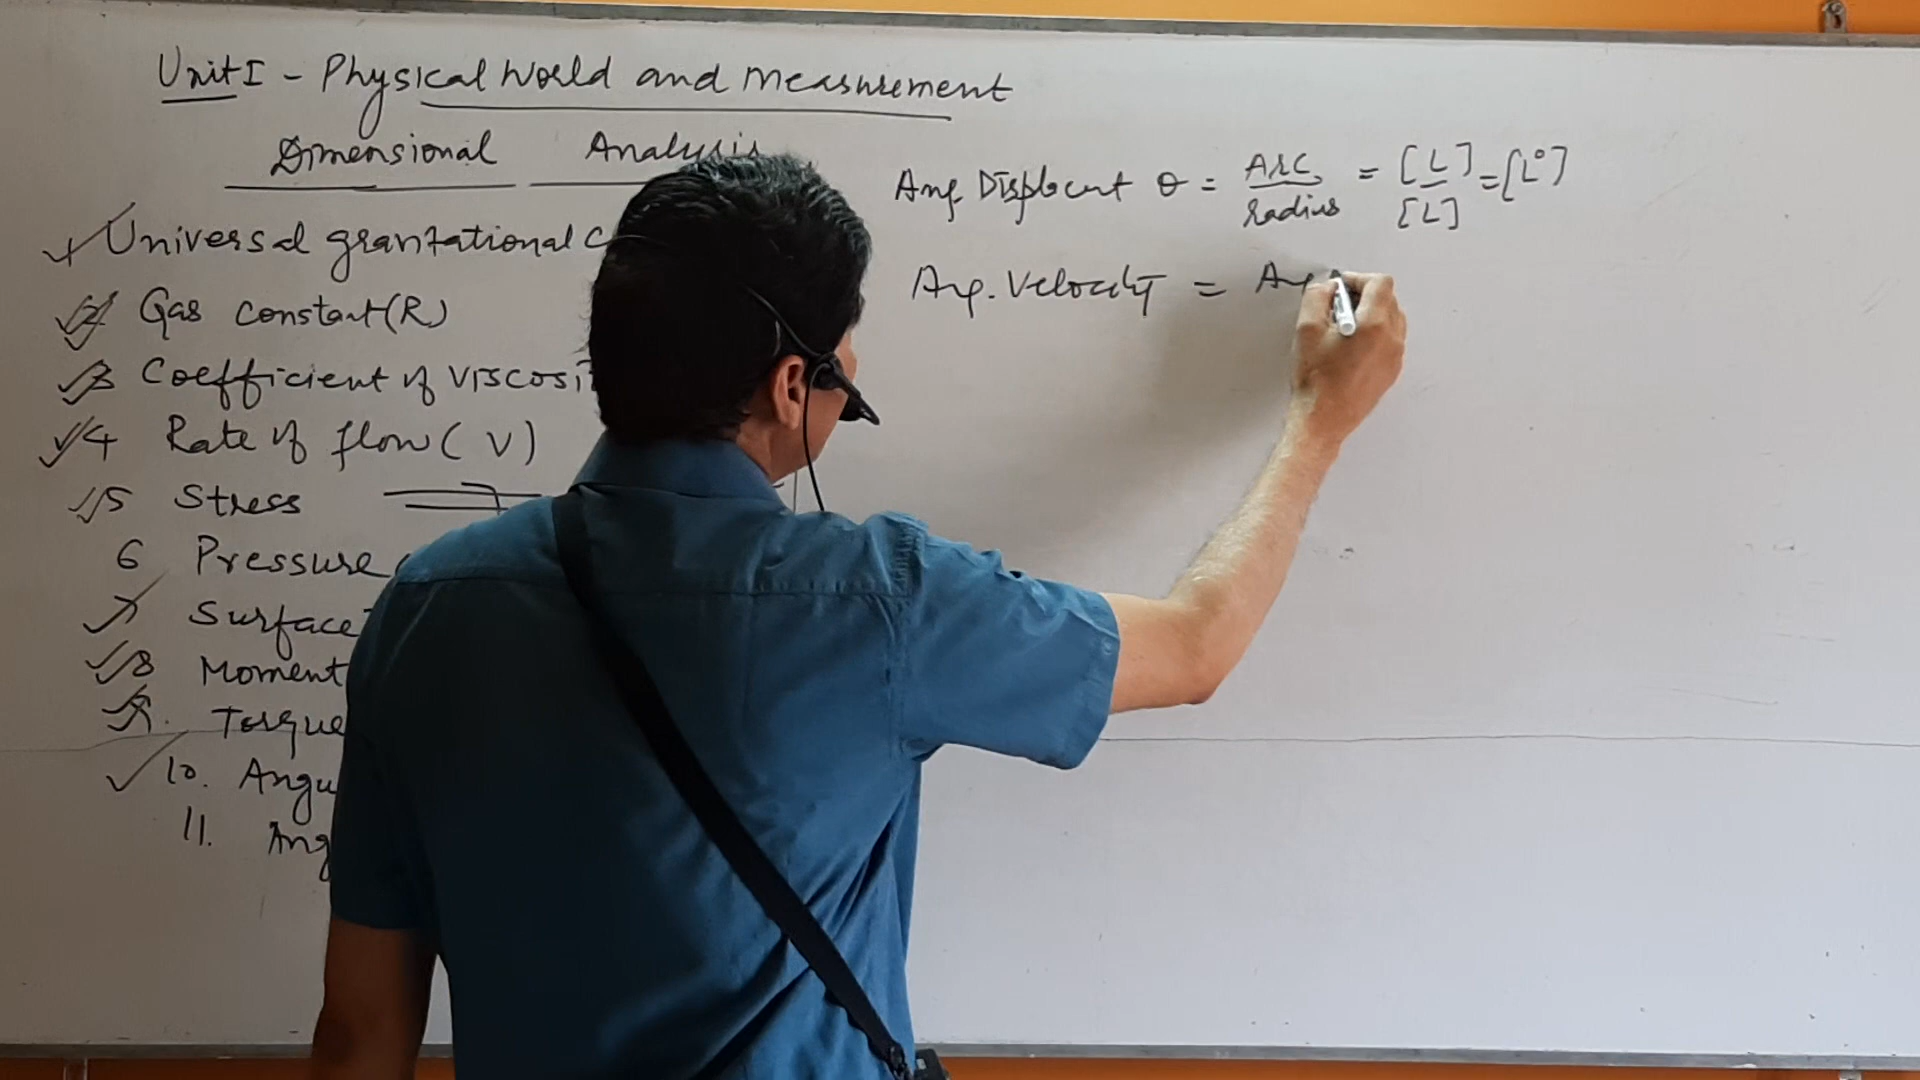 Unit I - Physical World and Measurement
Dimensional Analysis
1 Universal gravitational C
2 Gas constant (R)
3 Coefficient of Viscosi
4 Rate of flow ( V )
5 Stress
6 Pressure
7 Surface
8 Moment
9. Torque
10. Angu
11. Ang
Ang. Displacent θ = Arc / radius = [L] / [L] = [L°]
Ang. Velocity = Ang